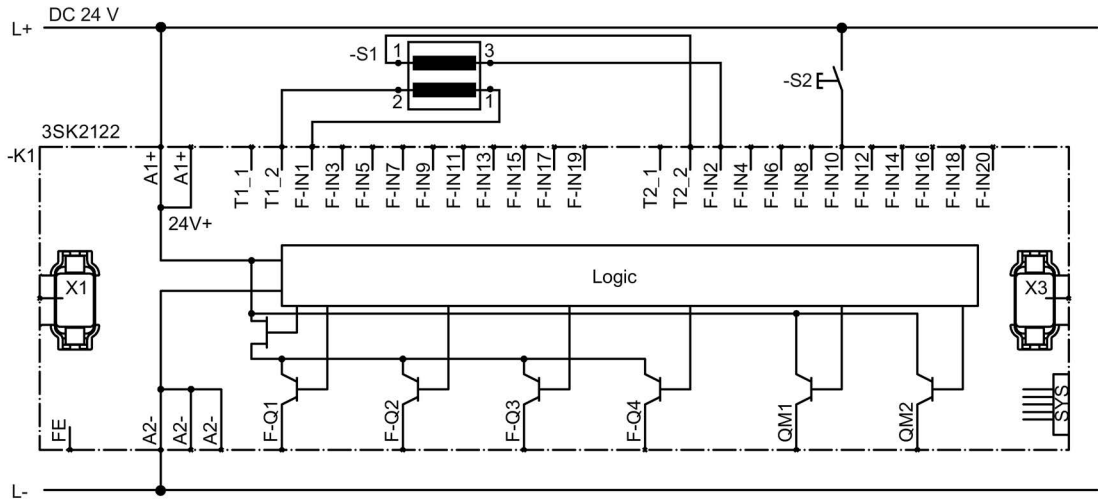 DC 24 V
L+
-S1
1
3
2
1
-S2
3SK2122
-K1
A1+
A1+
T1_1
T1_2
F-IN1
F-IN3
F-IN5
F-IN7
F-IN9
F-IN11
F-IN13
F-IN15
F-IN17
F-IN19
T2_1
T2_2
F-IN2
F-IN4
F-IN6
F-IN8
F-IN10
F-IN12
F-IN14
F-IN16
F-IN18
F-IN20
24V+
Logic
X1
X3
FE
A2-
A2-
A2-
F-Q1
F-Q2
F-Q3
F-Q4
QM1
QM2
SYS
L-